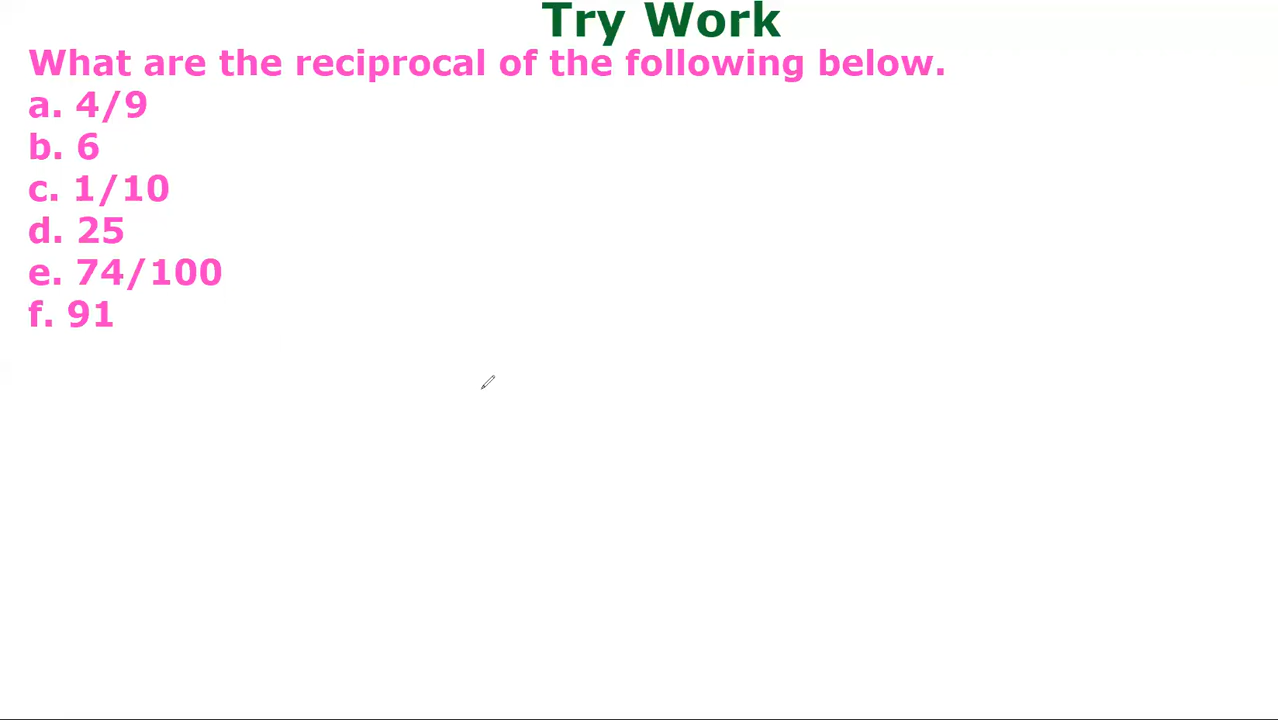 Try Work
What are the reciprocal of the following below.
a. 4/9
b. 6
c. 1/10
d. 25
e. 74/100
f. 91